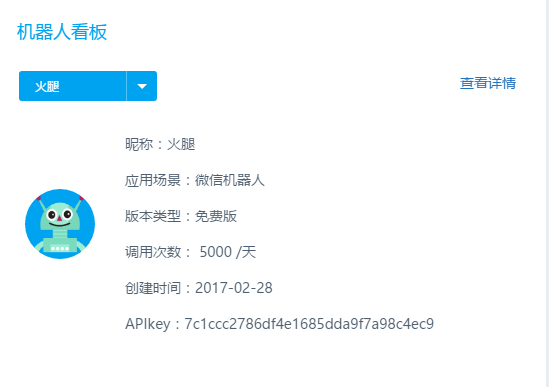 机器人看板
火腿
查看详情
昵称：火腿
应用场景：微信机器人
版本类型：免费版
调用次数： 5000 /天
创建时间：2017-02-28
APIkey：7c1ccc2786df4e1685dda9f7a98c4ec9